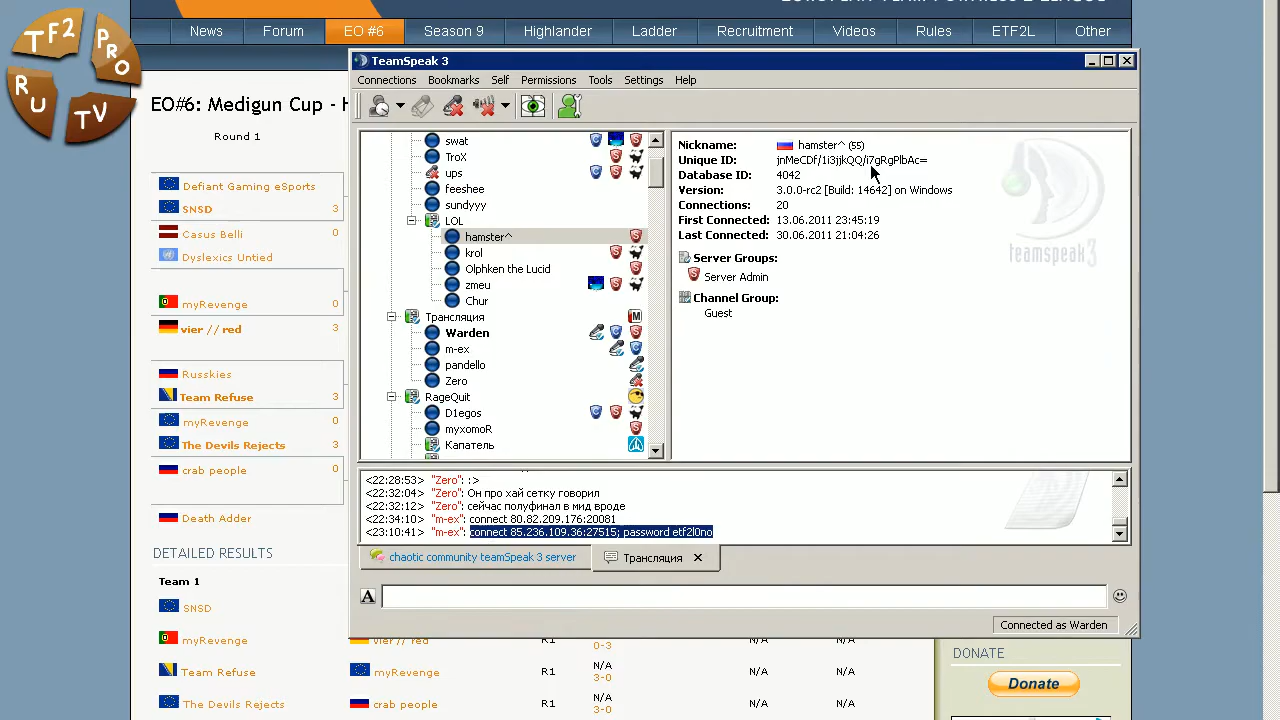 TF2 PRO
RU TV
News Forum EO #6 Season 9 Highlander Ladder Recruitment Videos Rules ETF2L Other
EO#6: Medigun Cup - H
Round 1
Defiant Gaming eSports
SNSD 3
Casus Belli 0
Dyslexics Untied
myRevenge 0
vier // red 3
Russkies
Team Refuse 3
myRevenge 0
The Devils Rejects 3
crab people 0
Death Adder
DETAILED RESULTS
Team 1
SNSD
myRevenge vier // red R1 0-3 N/A N/A
Team Refuse myRevenge R1 N/A 3-0 N/A N/A
The Devils Rejects crab people R1 N/A 3-0 N/A N/A
DONATE
Donate
TeamSpeak 3
Connections Bookmarks Self Permissions Tools Settings Help
swat
TroX
ups
feeshee
sundyyy
LOL
hamster^
krol
Olphken the Lucid
zmeu
Chur
Трансляция
M
Warden
m-ex
pandello
Zero
RageQuit
D1egos
myxomoR
Капатель
Nickname: hamster^ (55)
Unique ID: jnMeCDf/1i3jjkQQ/i7gRgPlbAc=
Database ID: 4042
Version: 3.0.0-rc2 [Build: 14642] on Windows
Connections: 20
First Connected: 13.06.2011 23:45:19
Last Connected: 30.06.2011 21:04:26
Server Groups:
Server Admin
Channel Group:
Guest
teamspeak3
<22:28:53> "Zero": :>
<22:32:04> "Zero": Он про хай сетку говорил
<22:32:12> "Zero": сейчас полуфинал в мид вроде
<22:34:10> "m-ex": connect 80.82.209.176:20081
<23:10:41> "m-ex": connect 85.236.109.36:27515; password etf2l0no
chaotic community teamSpeak 3 server Трансляция
A
Connected as Warden